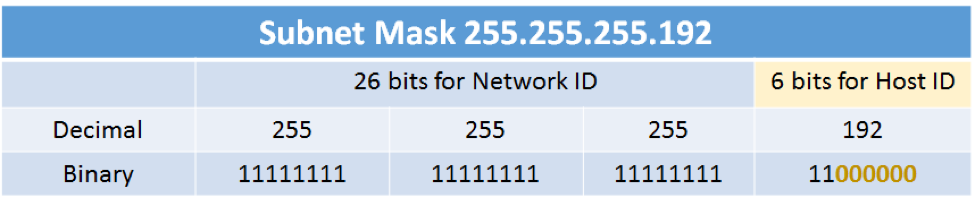 Subnet Mask 255.255.255.192
26 bits for Network ID 6 bits for Host ID
Decimal 255 255 255 192
Binary 11111111 11111111 11111111 11000000